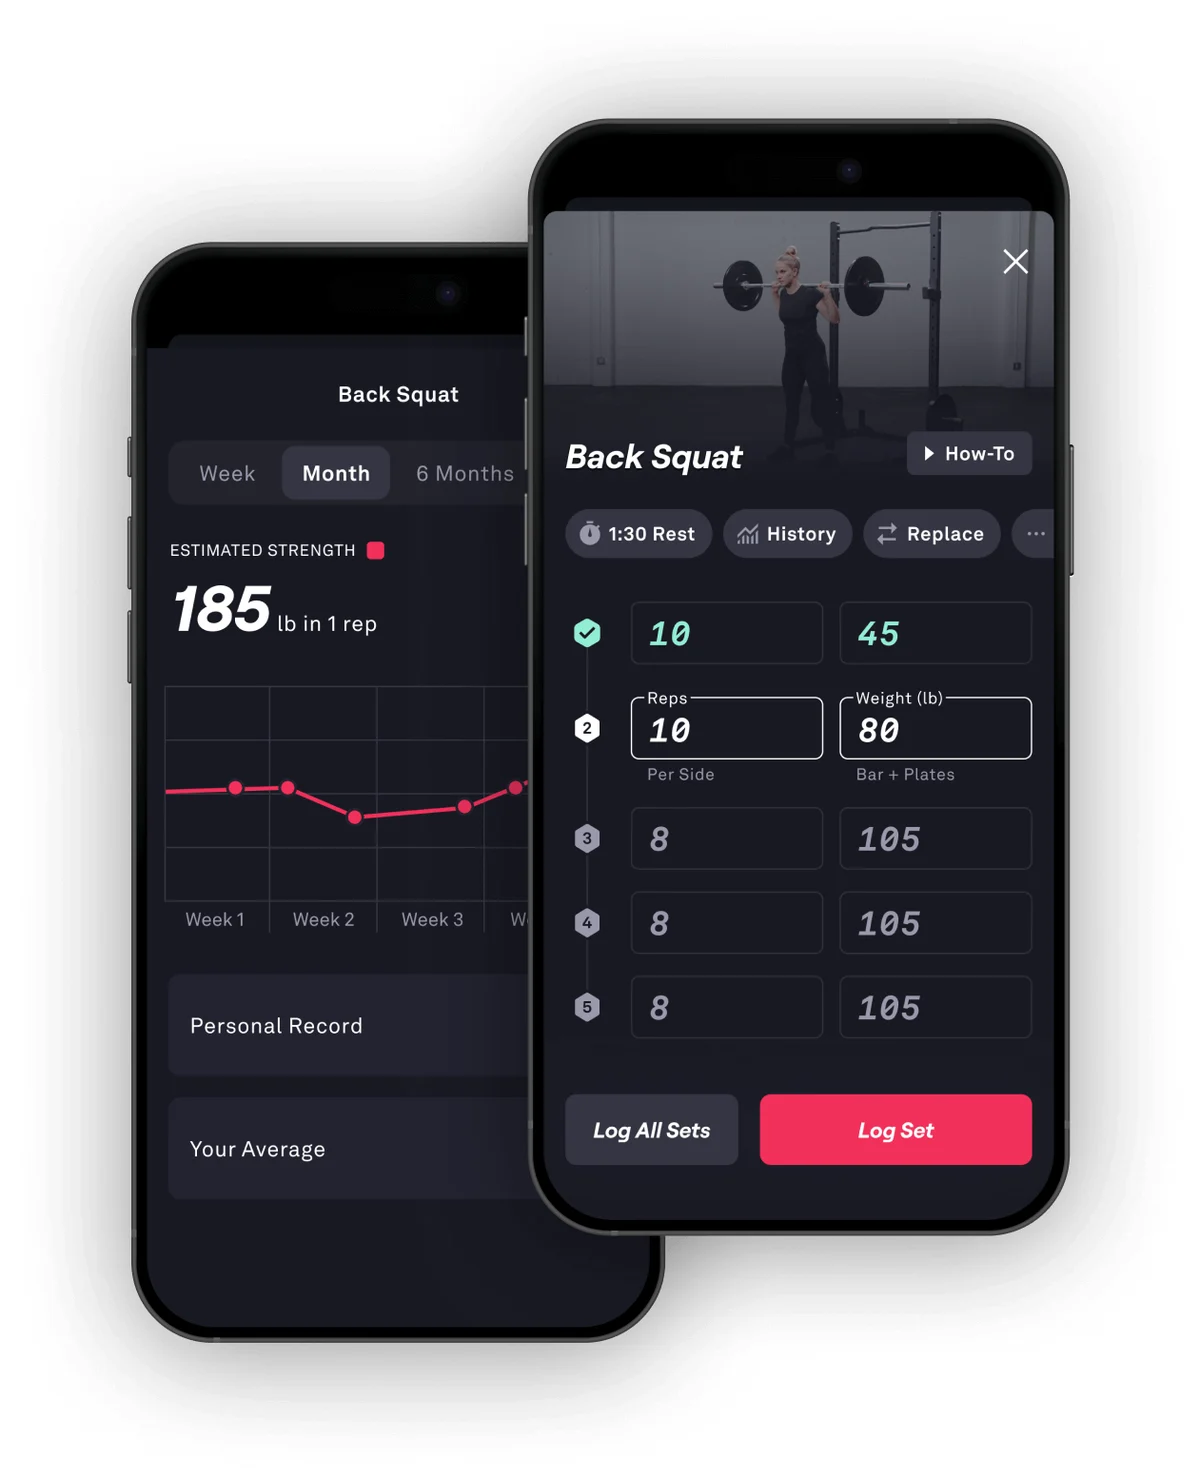 Back Squat
Week Month 6 Months
ESTIMATED STRENGTH
185 lb in 1 rep
Week 1 Week 2 Week 3
Personal Record
Your Average
Back Squat
How-To
1:30 Rest History Replace ···
10 45
Reps Weight (lb)
2 10 80
Per Side Bar + Plates
3 8 105
4 8 105
5 8 105
Log All Sets Log Set